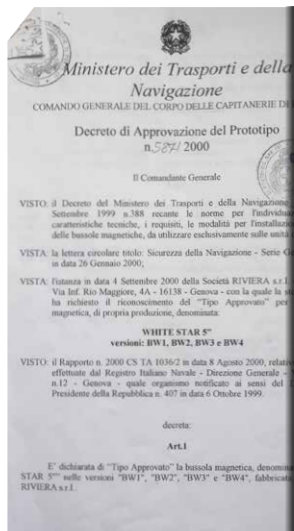 Ministero dei Trasporti e della
Navigazione
COMANDO GENERALE DEL CORPO DELLE CAPITANERIE DI
Decreto di Approvazione del Prototipo
n. /2000
Il Comandante Generale
VISTO: il Decreto del Ministero dei Trasporti e della Navigazione
Settembre 1999 n.388 recante le norme per
caratteristiche tecniche, i requisiti, le modalità per
delle bussole magnetiche, da utilizzare esclusivamente sulle unità
VISTA: la lettera circolare titolo: Sicurezza della Navigazione - Serie
in data 26 Gennaio 2000;
VISTA: l'istanza in data 4 Settembre 2000 della Società RIVIERA s.r.l.
Via Inf. Rio Maggiore, 4A - 16138 - Genova - con la quale la
ha richiesto il riconoscimento del "Tipo Approvato" per
magnetica, di propria produzione, denominata:
WHITE STAR 5"
versioni: BW1, BW2, BW3 e BW4
VISTO: il Rapporto n. 2000 CS TA 1036/2 in data 8 Agosto 2000,
effettuate dal Registro Italiano Navale - Direzione Generale -
n.12 - Genova - quale organismo notificato ai sensi del
Presidente della Repubblica n. 407 in data 6 Ottobre 1999.
decreta:
Art.1
E' dichiarata di "Tipo Approvato" la bussola magnetica,
STAR 5"" nelle versioni "BW1", "BW2", "BW3" e "BW4",
RIVIERA s.r.l.